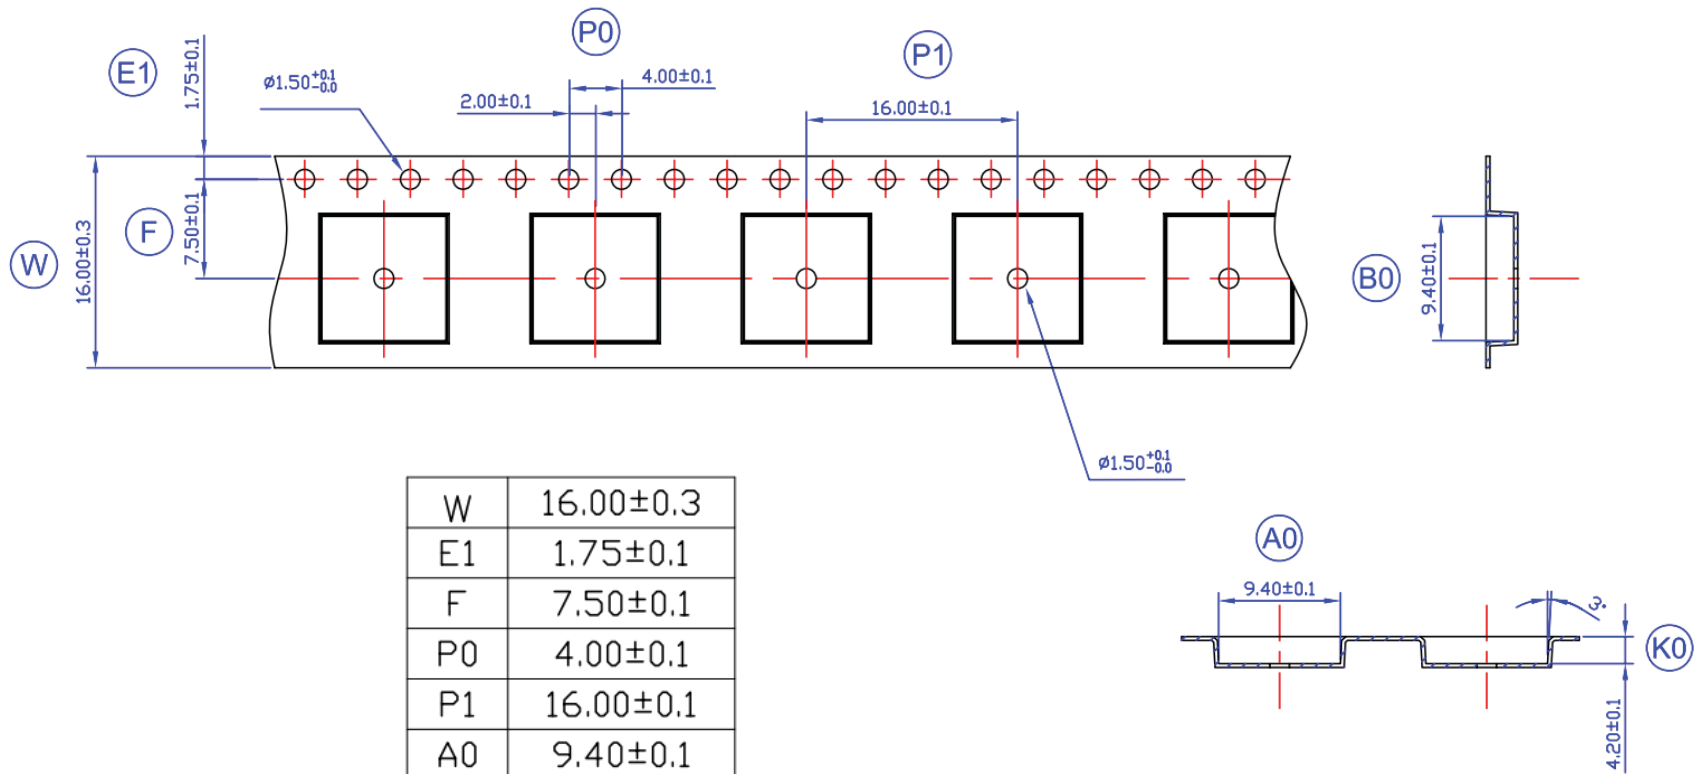 P0
E1
1.75±0.1
ø1.50+0.1-0.0
2.00±0.1
4.00±0.1
P1
16.00±0.1
W
16.00±0.3
F
7.50±0.1
B0
9.40±0.1
ø1.50+0.1-0.0
W 16.00±0.3
E1 1.75±0.1
F 7.50±0.1
P0 4.00±0.1
P1 16.00±0.1
A0 9.40±0.1
A0
9.40±0.1
3°
K0
4.20±0.1